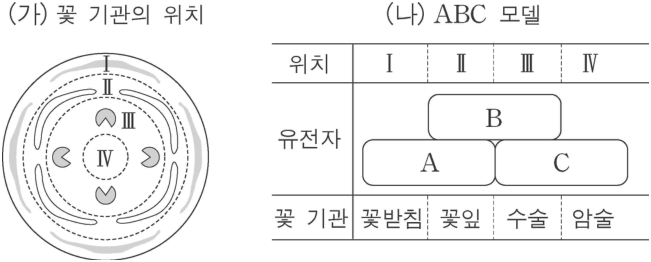 (가) 꽃 기관의 위치
Ⅰ
Ⅱ
Ⅲ
Ⅳ
(나) ABC 모델
위치 Ⅰ Ⅱ Ⅲ Ⅳ
유전자 B
A C
꽃 기관 꽃받침 꽃잎 수술 암술